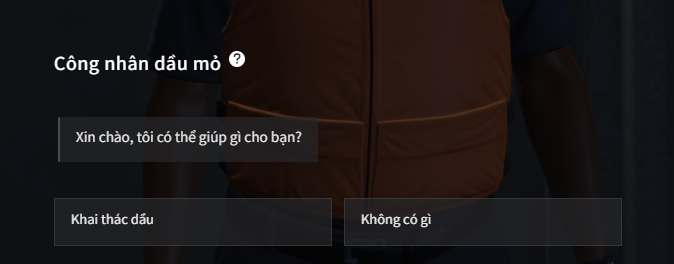 Công nhân dầu mỏ
Xin chào, tôi có thể giúp gì cho bạn?
Khai thác dầu
Không có gì